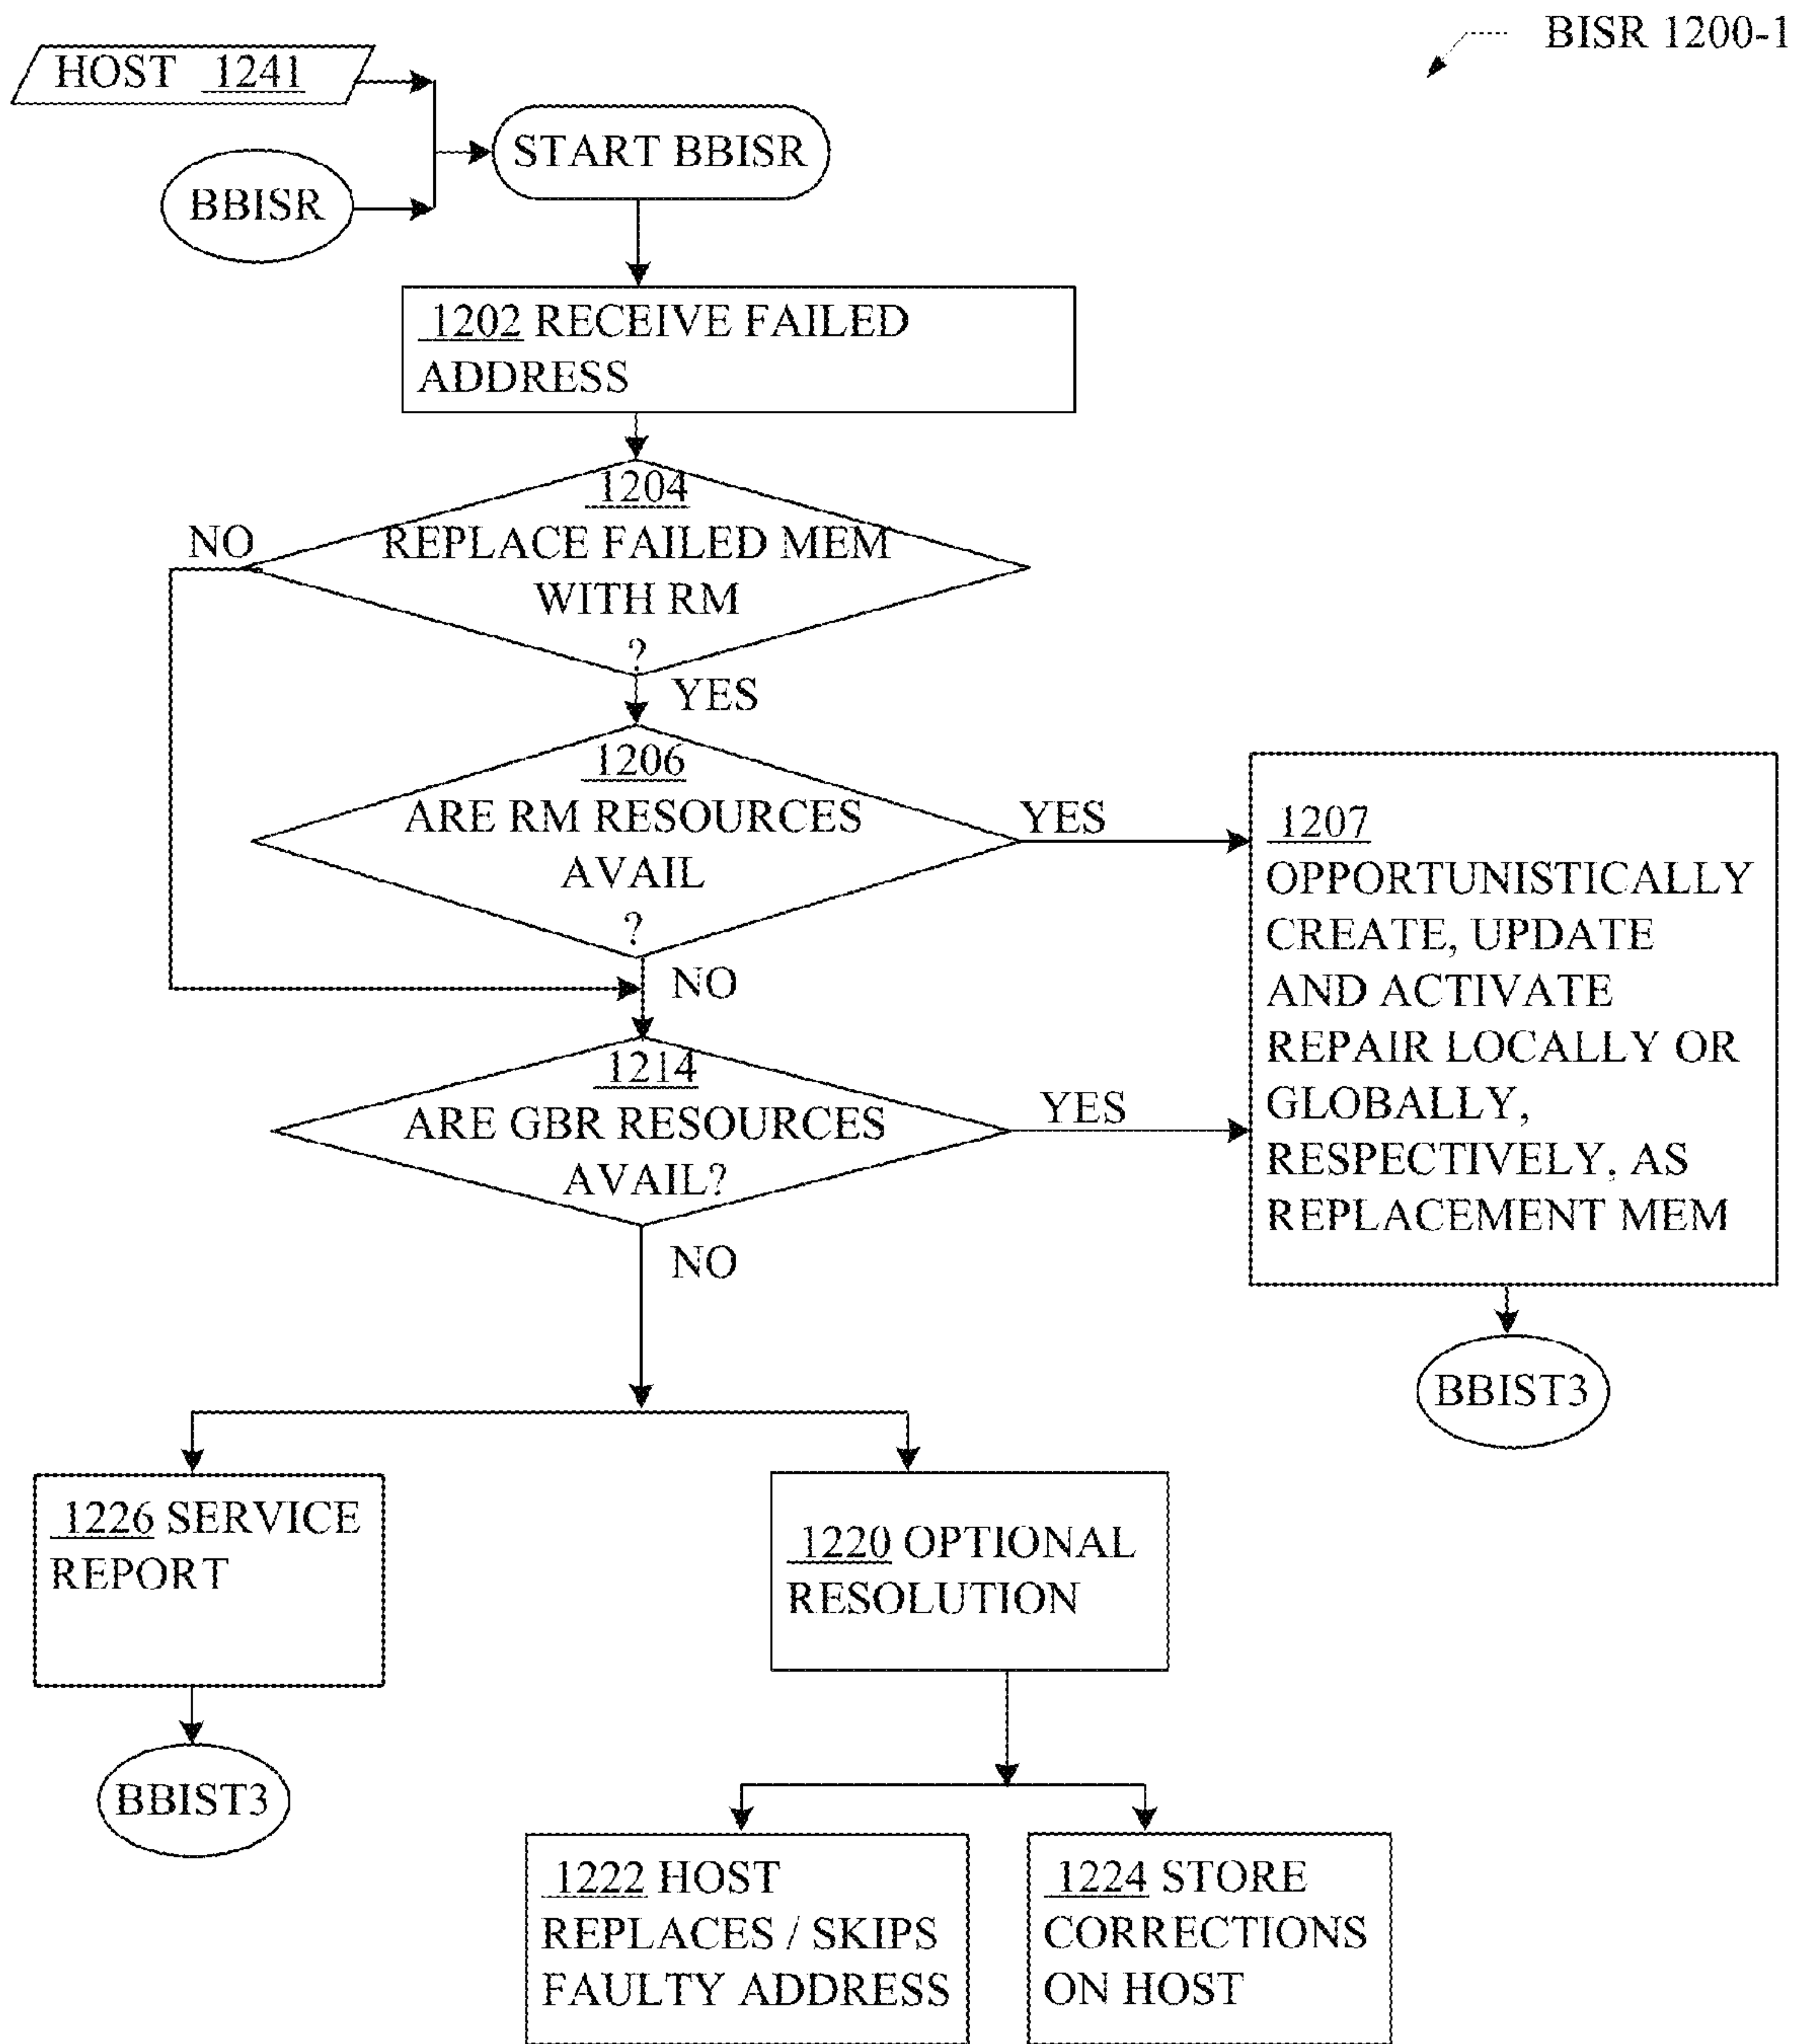 BISR 1200-1
HOST 1241
START BBISR
BBISR
1202 RECEIVE FAILED
ADDRESS
1204
NO
REPLACE FAILED MEM
WITH RM
?
YES
1206
ARE RM RESOURCES
AVAIL
?
YES
NO
1207
OPPORTUNISTICALLY
CREATE, UPDATE
AND ACTIVATE
REPAIR LOCALLY OR
GLOBALLY,
RESPECTIVELY, AS
REPLACEMENT MEM
1214
ARE GBR RESOURCES
AVAIL?
YES
NO
BBIST3
1226 SERVICE
REPORT
1220 OPTIONAL
RESOLUTION
BBIST3
1222 HOST
REPLACES / SKIPS
FAULTY ADDRESS
1224 STORE
CORRECTIONS
ON HOST